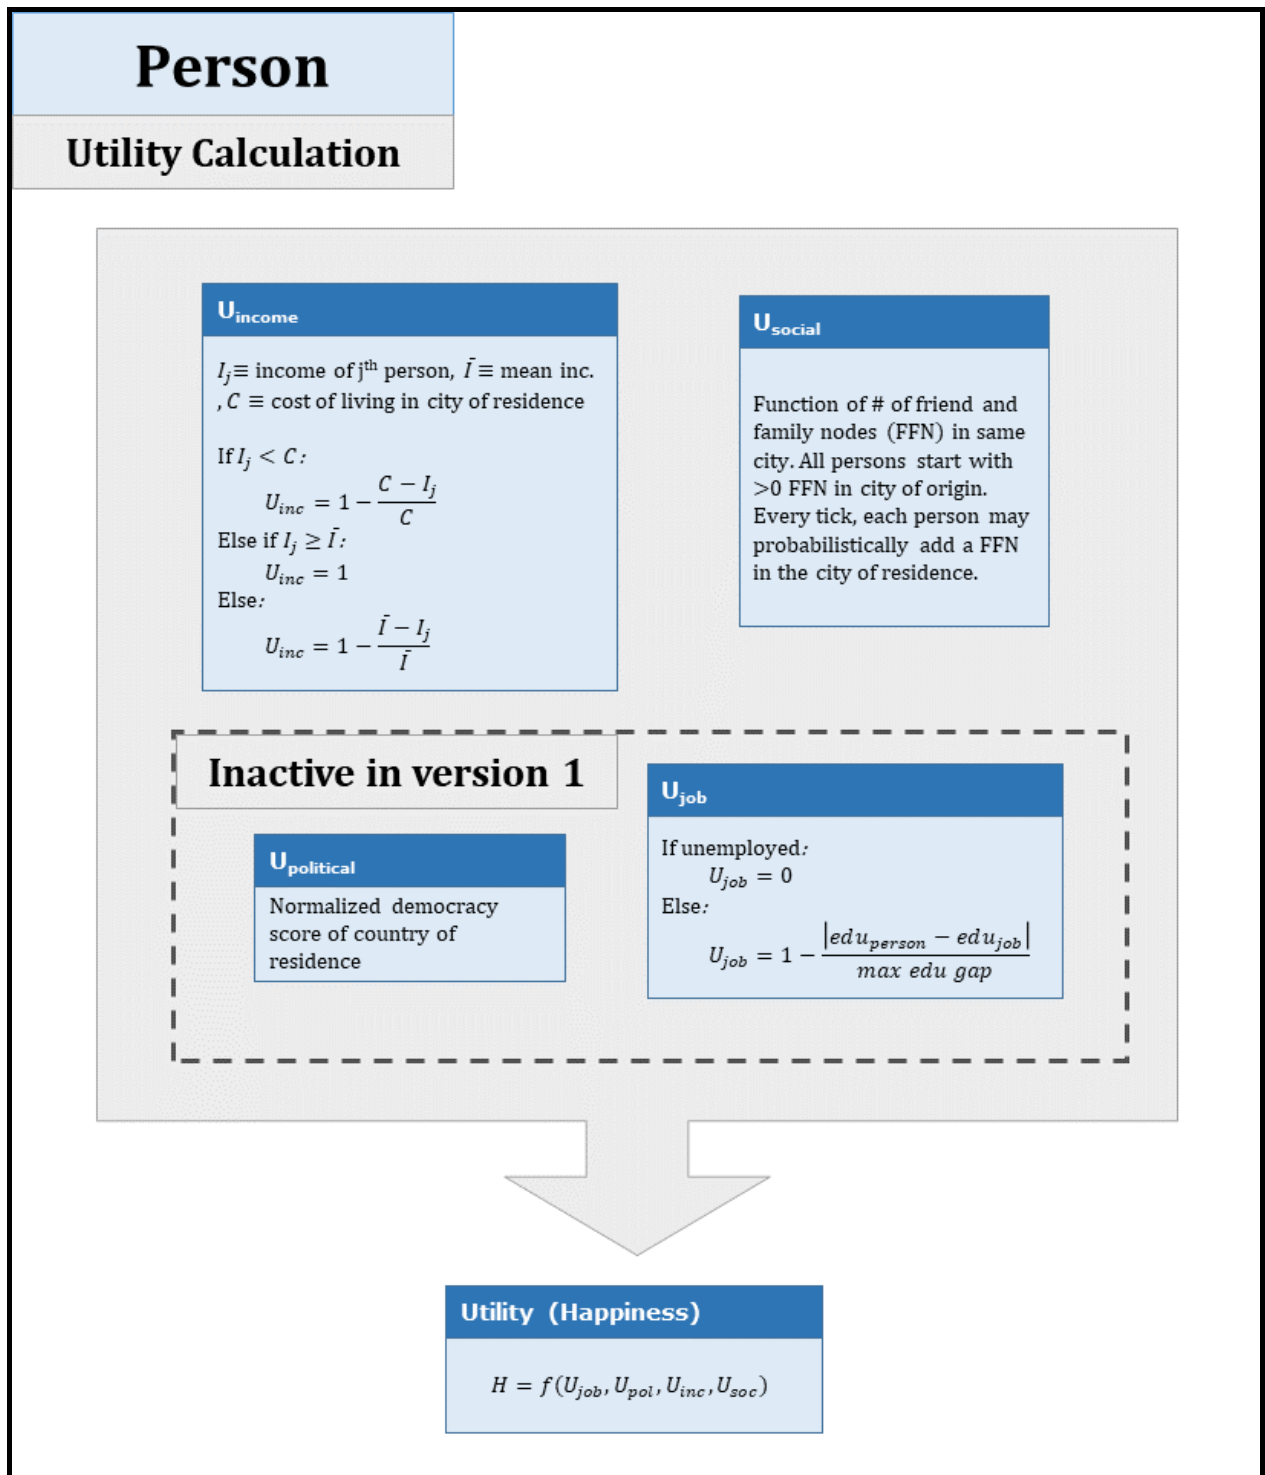 Person
Utility Calculation
U_income
I_j≡ income of j^th person, Ī ≡ mean inc.
, C ≡ cost of living in city of residence
If I_j < C:
U_inc = 1 − (C − I_j)/C
Else if I_j ≥ Ī:
U_inc = 1
Else:
U_inc = 1 − (Ī − I_j)/Ī
U_social
Function of # of friend and
family nodes (FFN) in same
city. All persons start with
>0 FFN in city of origin.
Every tick, each person may
probabilistically add a FFN
in the city of residence.
Inactive in version 1
U_political
Normalized democracy
score of country of
residence
U_job
If unemployed:
U_job = 0
Else:
U_job = 1 − |edu_person − edu_job|/max edu gap
Utility (Happiness)
H = f(U_job, U_pol, U_inc, U_soc)